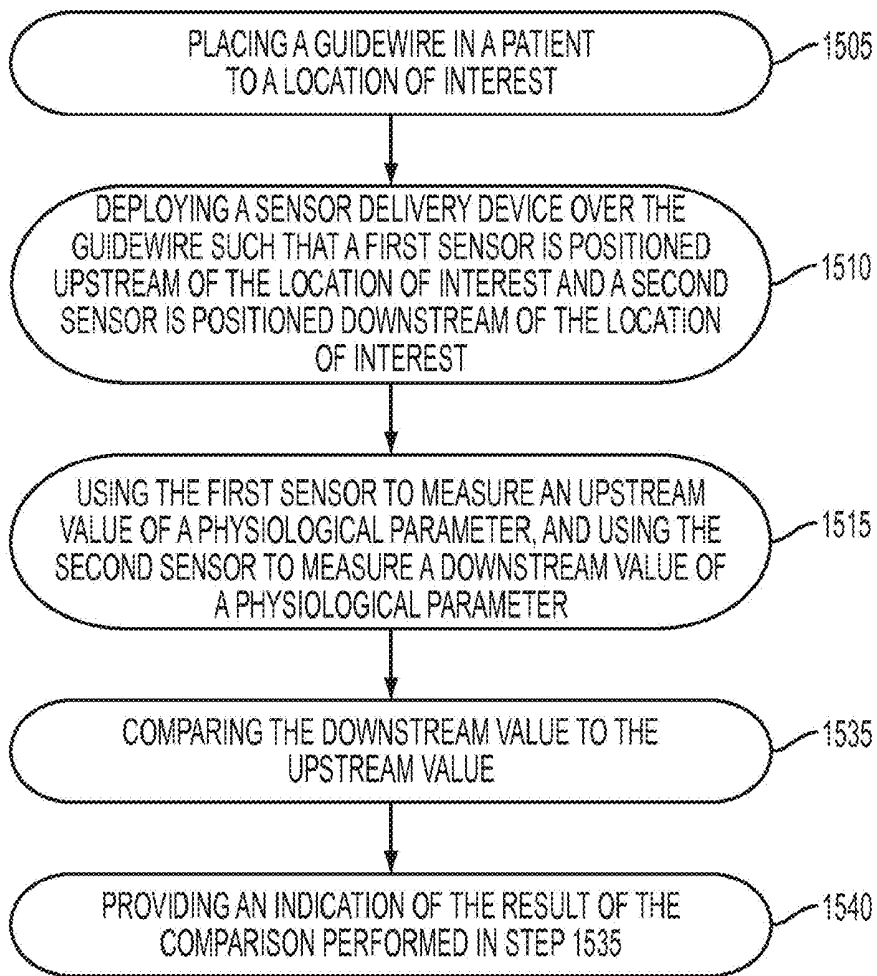 PLACING A GUIDEWIRE IN A PATIENT
TO A LOCATION OF INTEREST
1505
DEPLOYING A SENSOR DELIVERY DEVICE OVER THE
GUIDEWIRE SUCH THAT A FIRST SENSOR IS POSITIONED
UPSTREAM OF THE LOCATION OF INTEREST AND A SECOND
SENSOR IS POSITIONED DOWNSTREAM OF THE LOCATION
OF INTEREST
1510
USING THE FIRST SENSOR TO MEASURE AN UPSTREAM
VALUE OF A PHYSIOLOGICAL PARAMETER, AND USING THE
SECOND SENSOR TO MEASURE A DOWNSTREAM VALUE OF
A PHYSIOLOGICAL PARAMETER
1515
COMPARING THE DOWNSTREAM VALUE TO THE
UPSTREAM VALUE
1535
PROVIDING AN INDICATION OF THE RESULT OF THE
COMPARISON PERFORMED IN STEP 1535
1540